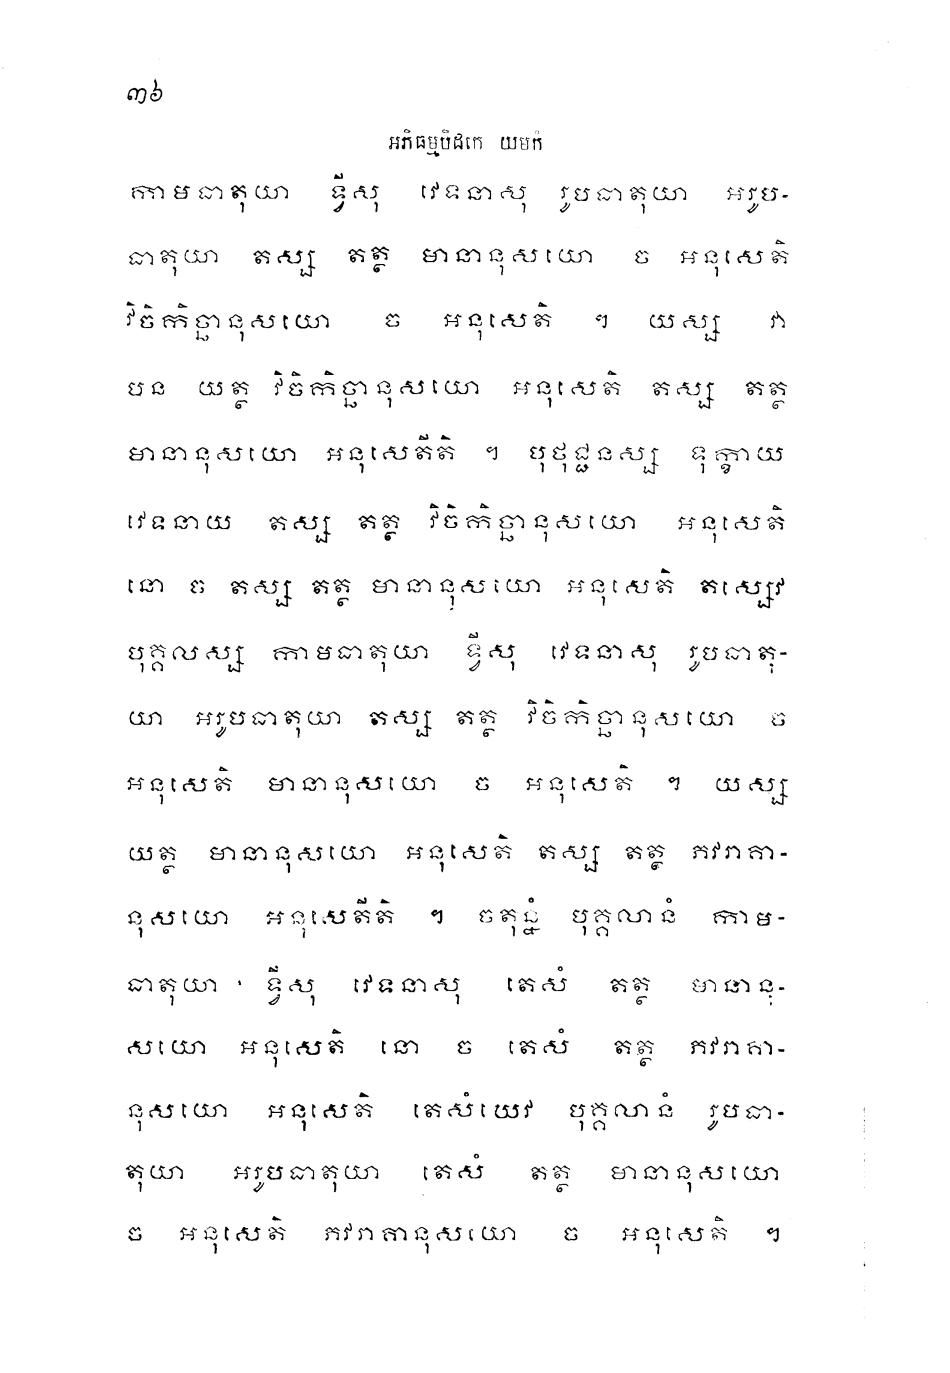 ៣៦
អភិធម្មបិដកេ យមកំ
កាមធាតុយា ទ្វីសុ វេទនាសុ រូបធាតុយា អរូប-
ធាតុយា តស្ស តត្ថ មានានុសយោ ច អនុសេតិ
វិចិកិច្ឆានុសយោ ច អនុសេតិ ។ យស្ស វា
បន យត្ថ វិចិកិច្ឆានុសយោ អនុសេតិ តស្ស តត្ថ
មានានុសយោ អនុសេតីតិ ។ បុថុជ្ជនស្ស ទុក្ខាយ
វេទនាយ តស្ស តត្ថ វិចិកិច្ឆានុសយោ អនុសេតិ
នោ ច តស្ស តត្ថ មានានុសយោ អនុសេតិ តស្សេវ
បុគ្គលស្ស កាមធាតុយា ទ្វីសុ វេទនាសុ រូបធាតុ-
យា អរូបធាតុយា តស្ស តត្ថ វិចិកិច្ឆានុសយោ ច
អនុសេតិ មានានុសយោ ច អនុសេតិ ។ យស្ស
យត្ថ មានានុសយោ អនុសេតិ តស្ស តត្ថ ភវរាគា-
នុសយោ អនុសេតីតិ ។ ចតុន្នំ បុគ្គលានំ កាម-
ធាតុយា ទ្វីសុ វេទនាសុ តេសំ តត្ថ មានានុ-
សយោ អនុសេតិ នោ ច តេសំ តត្ថ ភវរាគា-
នុសយោ អនុសេតិ តេសំយេវ បុគ្គលានំ រូបធា-
តុយា អរូបធាតុយា តេសំ តត្ថ មានានុសយោ
ច អនុសេតិ ភវរាគានុសយោ ច អនុសេតិ ។